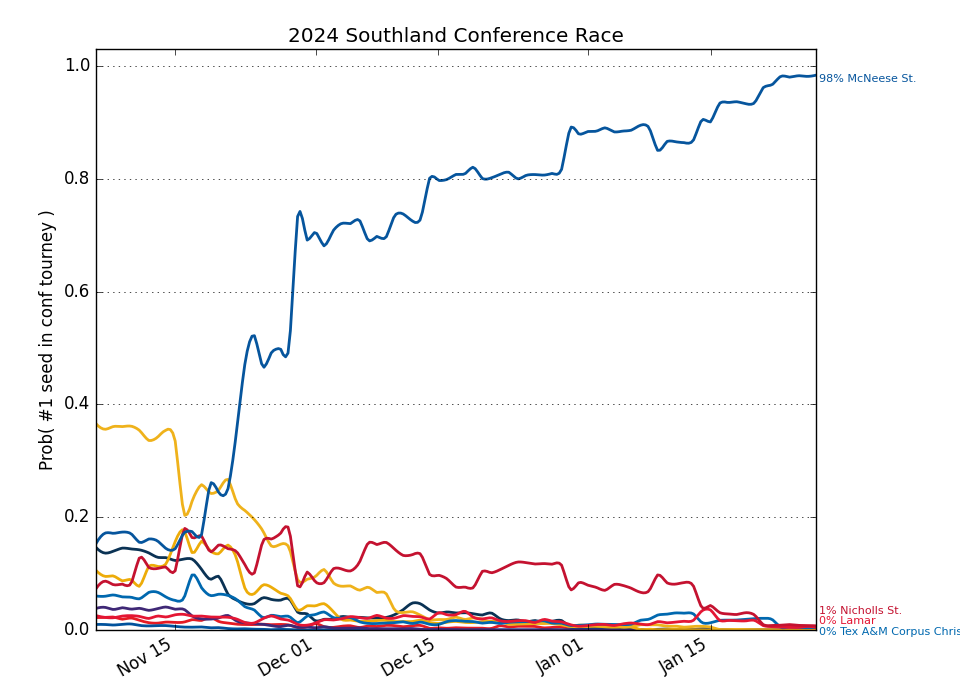 2024 Southland Conference Race
Prob( #1 seed in conf tourney )
1.0
0.8
0.6
0.4
0.2
0.0
Nov 15
Dec 01
Dec 15
Jan 01
Jan 15
98% McNeese St.
1% Nicholls St.
0% Lamar
0% Tex A&M Corpus Chris